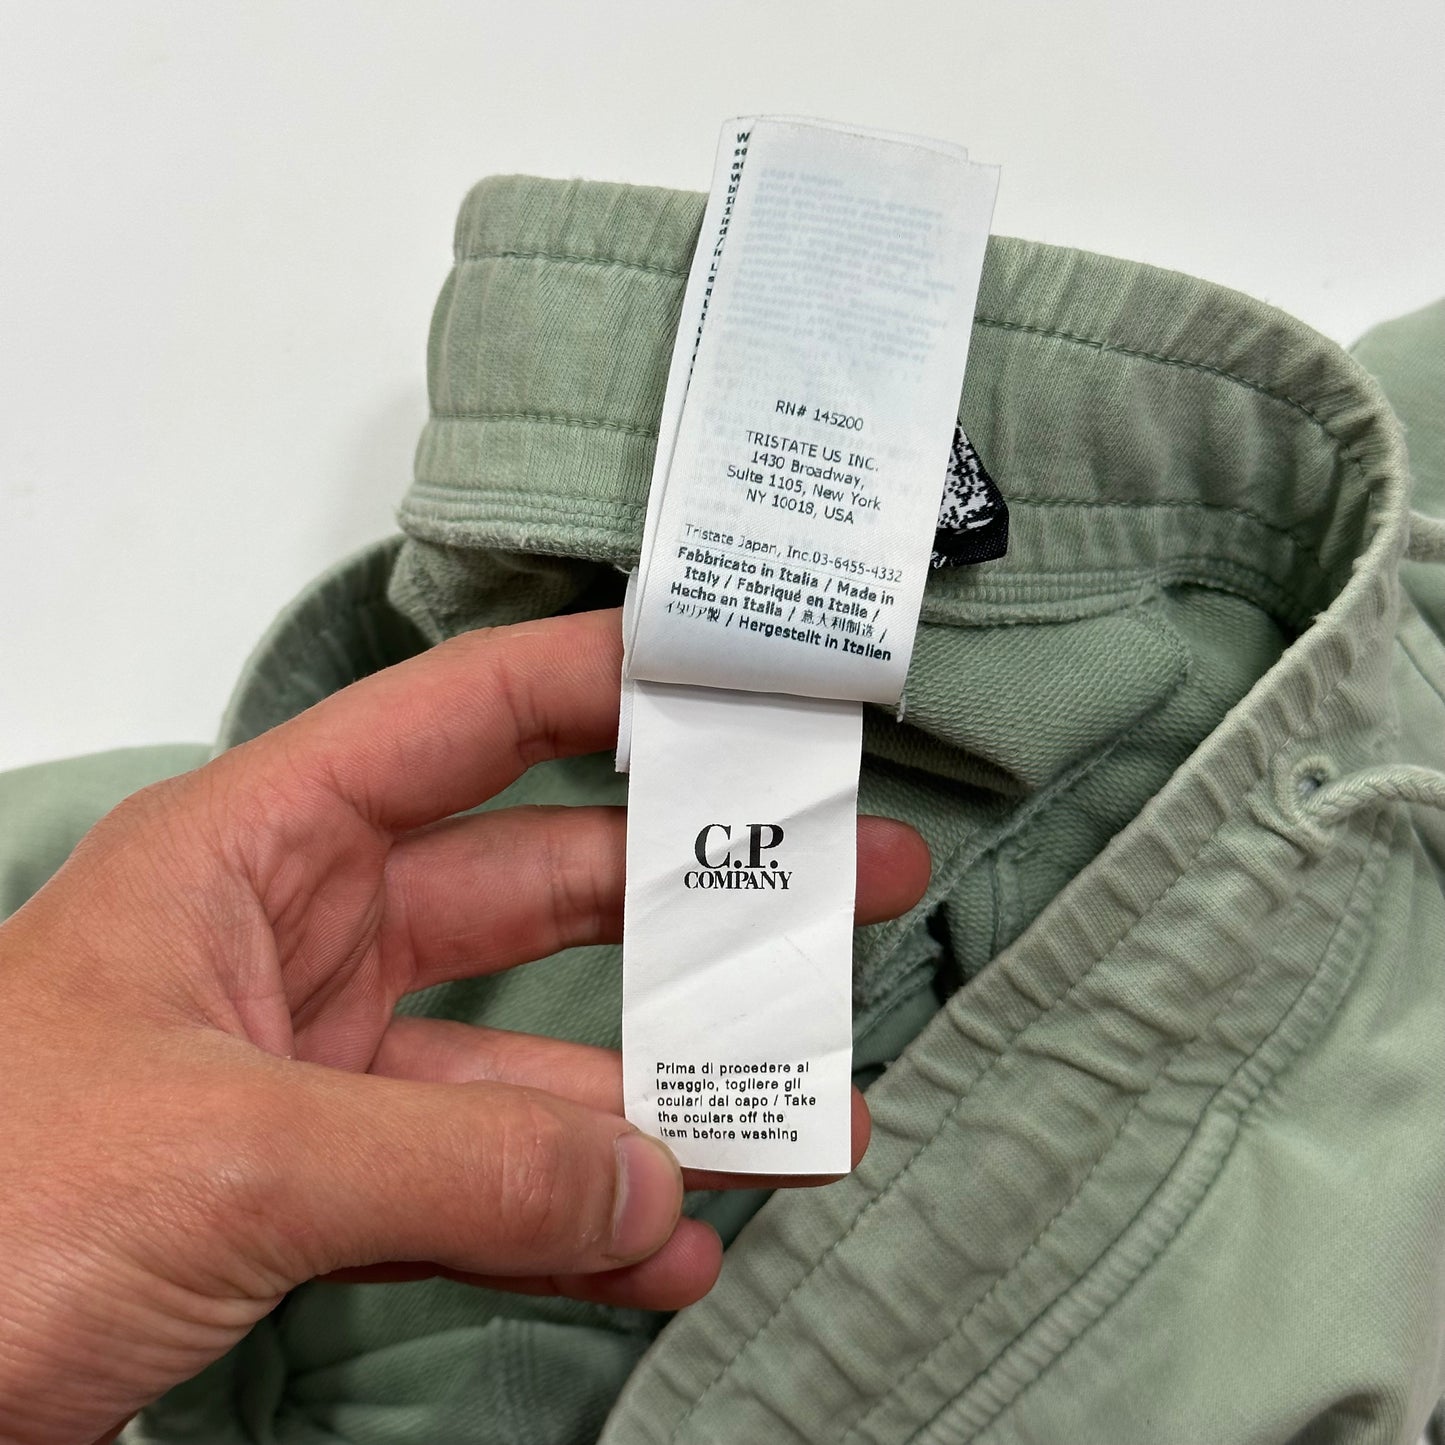 RN# 145200
TRISTATE US INC.
1430 Broadway,
Suite 1105, New York
NY 10018, USA
Tristate Japan, Inc.03-6455-4332
Fabbricato in Italia / Made in
Italy / Fabriqué en Italie /
Hecho en Italia / 意大利制造 /
イタリア製 / Hergestellt in Italien
C.P.
COMPANY
Prima di procedere al
lavaggio, togliere gli
oculari dal capo / Take
the oculars off the
item before washing